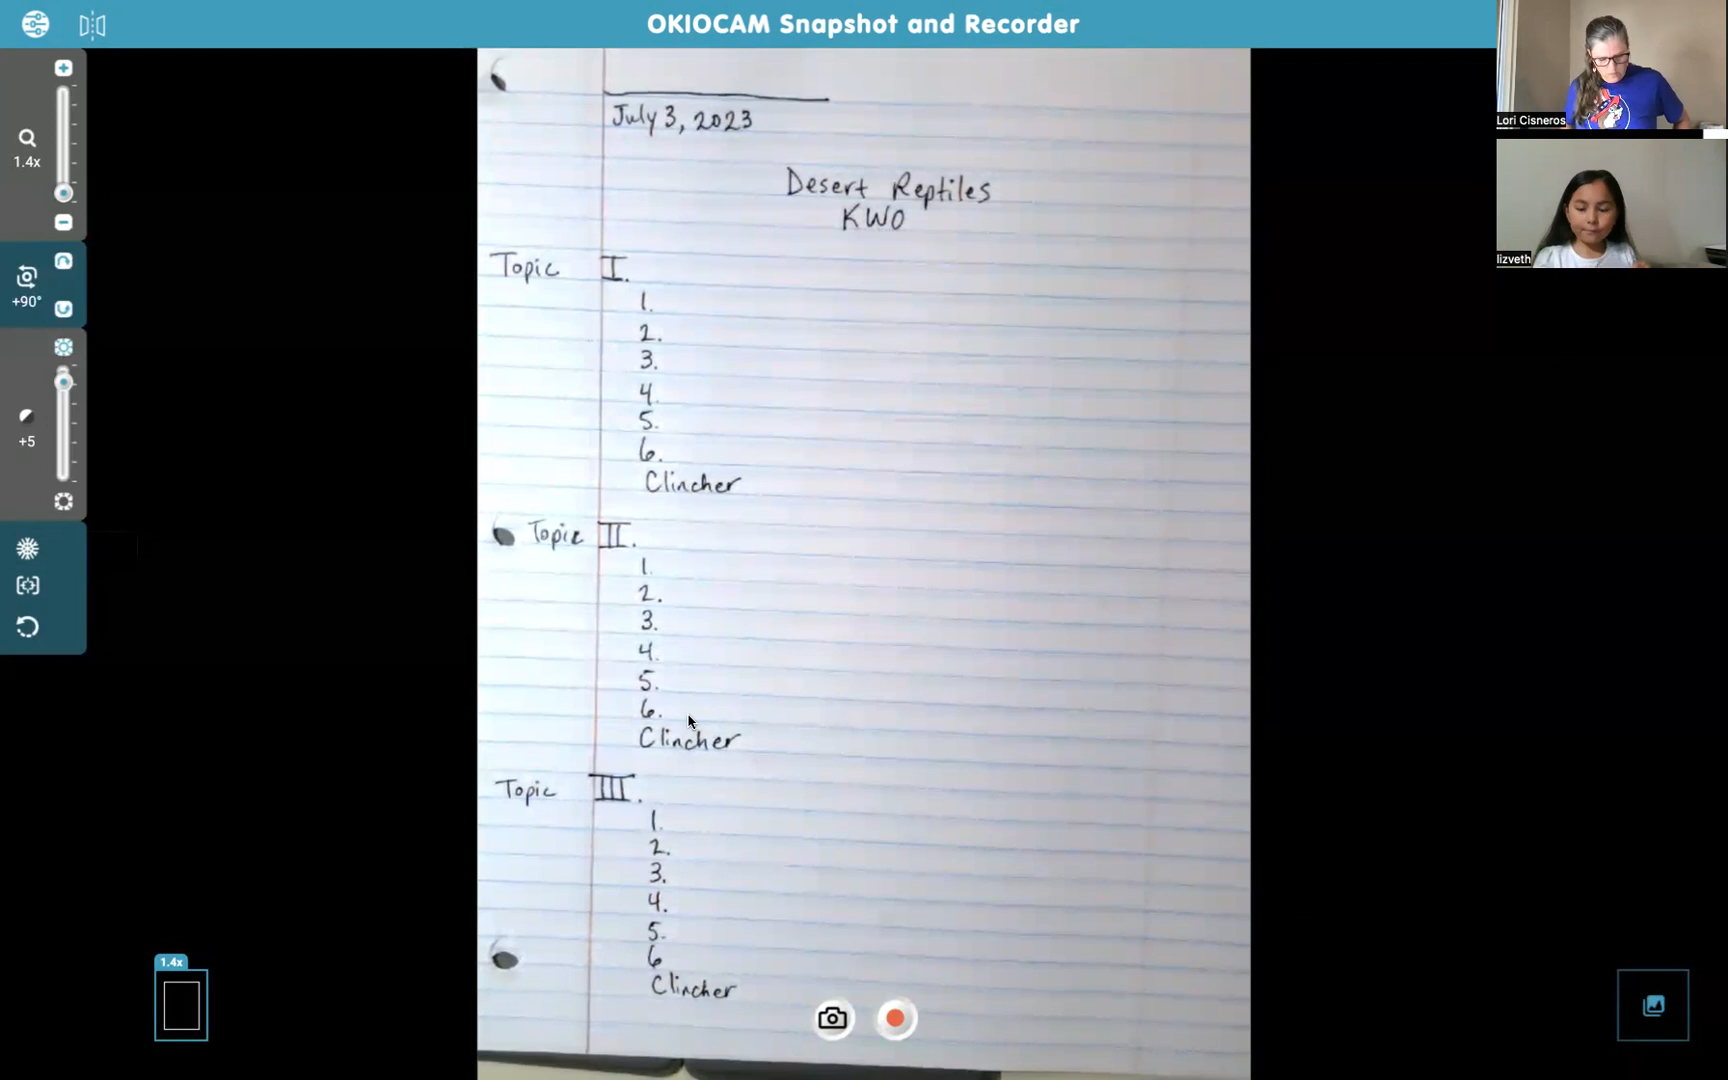 OKIOCAM Snapshot and Recorder
Lori Cisneros
lizveth
1.4x
+90°
+5
1.4x
July 3, 2023
Desert Reptiles
KWO
Topic I.
1.
2.
3.
4.
5.
6.
Clincher
Topic II.
1.
2.
3.
4.
5.
6.
Clincher
Topic III.
1.
2.
3.
4.
5.
6
Clincher